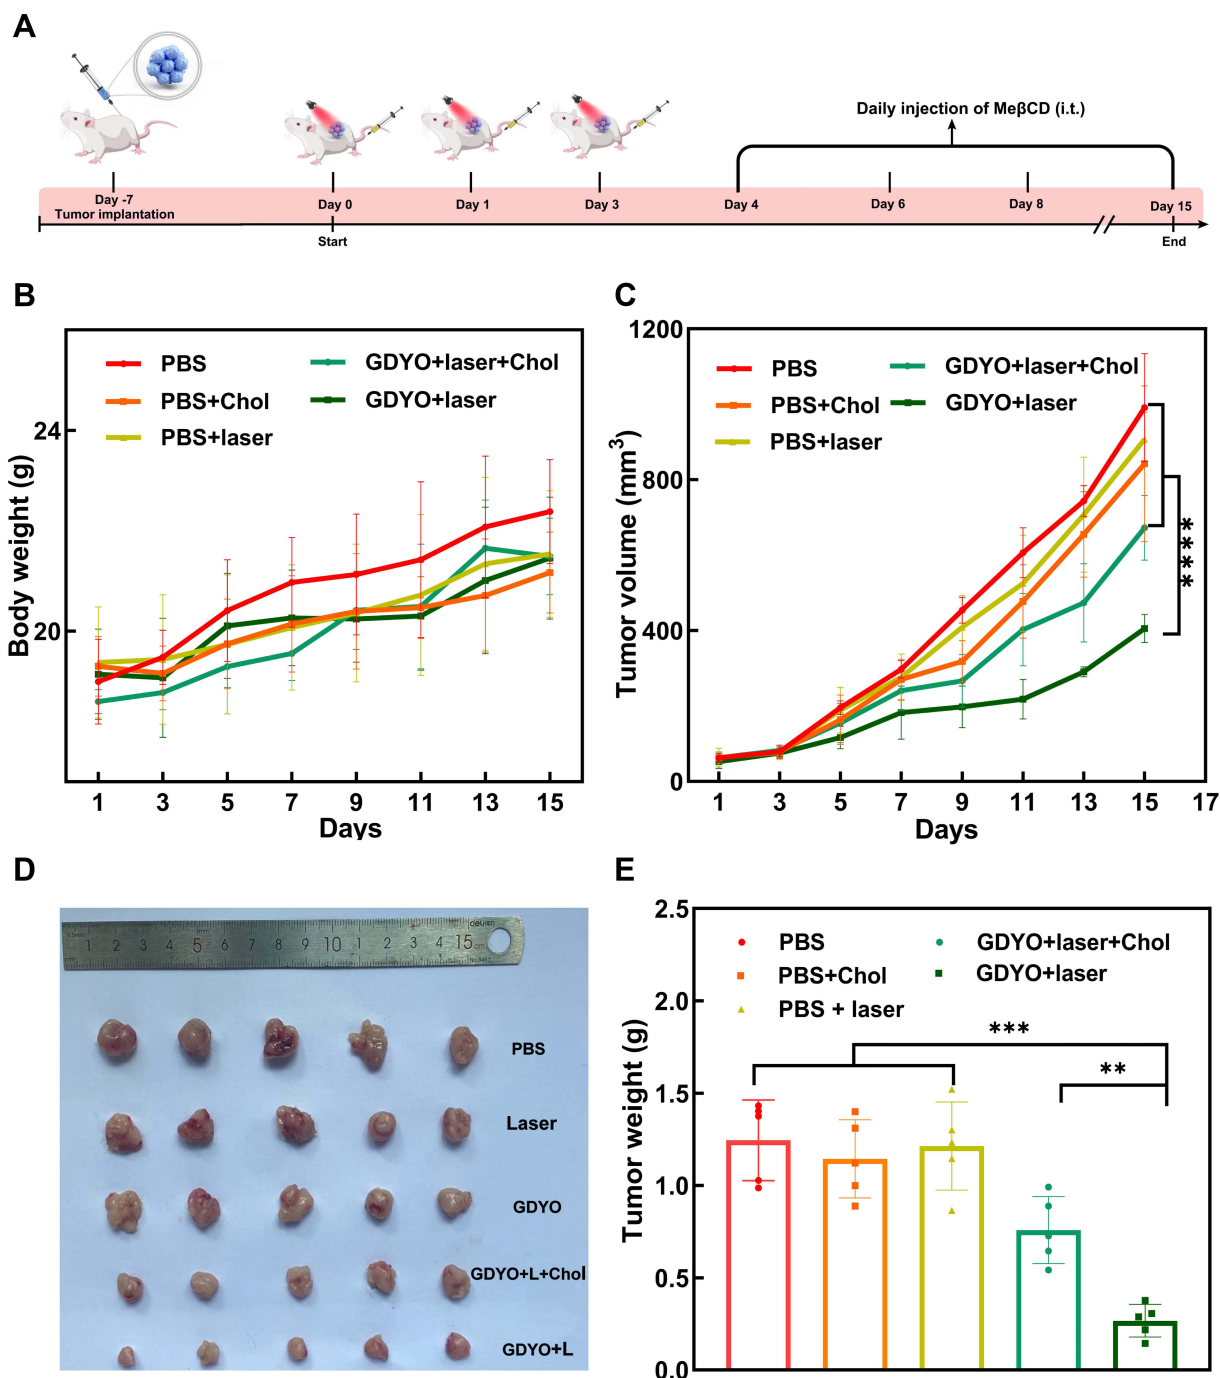 A
Daily injection of MeβCD (i.t.)
Day -7
Tumor implantation
Day 0
Day 1
Day 3
Day 4
Day 6
Day 8
Day 15
Start
End
B
PBS
PBS+Chol
PBS+laser
GDYO+laser+Chol
GDYO+laser
24
20
Body weight (g)
1 3 5 7 9 11 13 15
Days
C
1200
800
400
0
Tumor volume (mm³)
PBS
PBS+Chol
PBS+laser
GDYO+laser+Chol
GDYO+laser
****
1 3 5 7 9 11 13 15 17
Days
D
1 2 3 4 5 6 7 8 9 10 1 2 3 4 15 cm
PBS
Laser
GDYO
GDYO+L+Chol
GDYO+L
E
2.5
2.0
1.5
1.0
0.5
0.0
Tumor weight (g)
PBS
PBS+Chol
PBS + laser
GDYO+laser+Chol
GDYO+laser
***
**